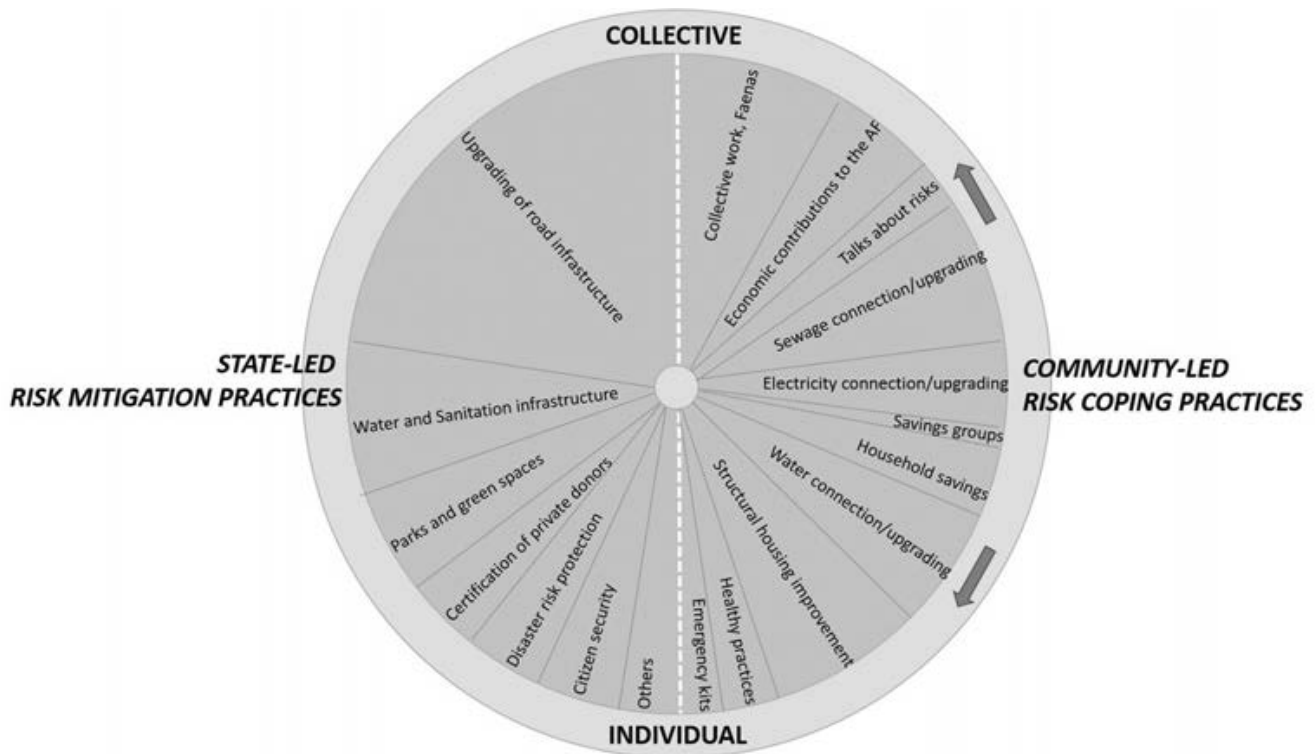 COLLECTIVE
Collective work, Faenas
Economic contributions to the AF
Talks about risks
Sewage connection/upgrading
Electricity connection/upgrading
Savings groups
Household savings
Water connection/upgrading
Structural housing improvement
Healthy practices
Emergency kits
Upgrading of road infrastructure
Water and Sanitation infrastructure
Parks and green spaces
Certification of private donors
Disaster risk protection
Citizen security
Others
STATE-LED
RISK MITIGATION PRACTICES
COMMUNITY-LED
RISK COPING PRACTICES
INDIVIDUAL